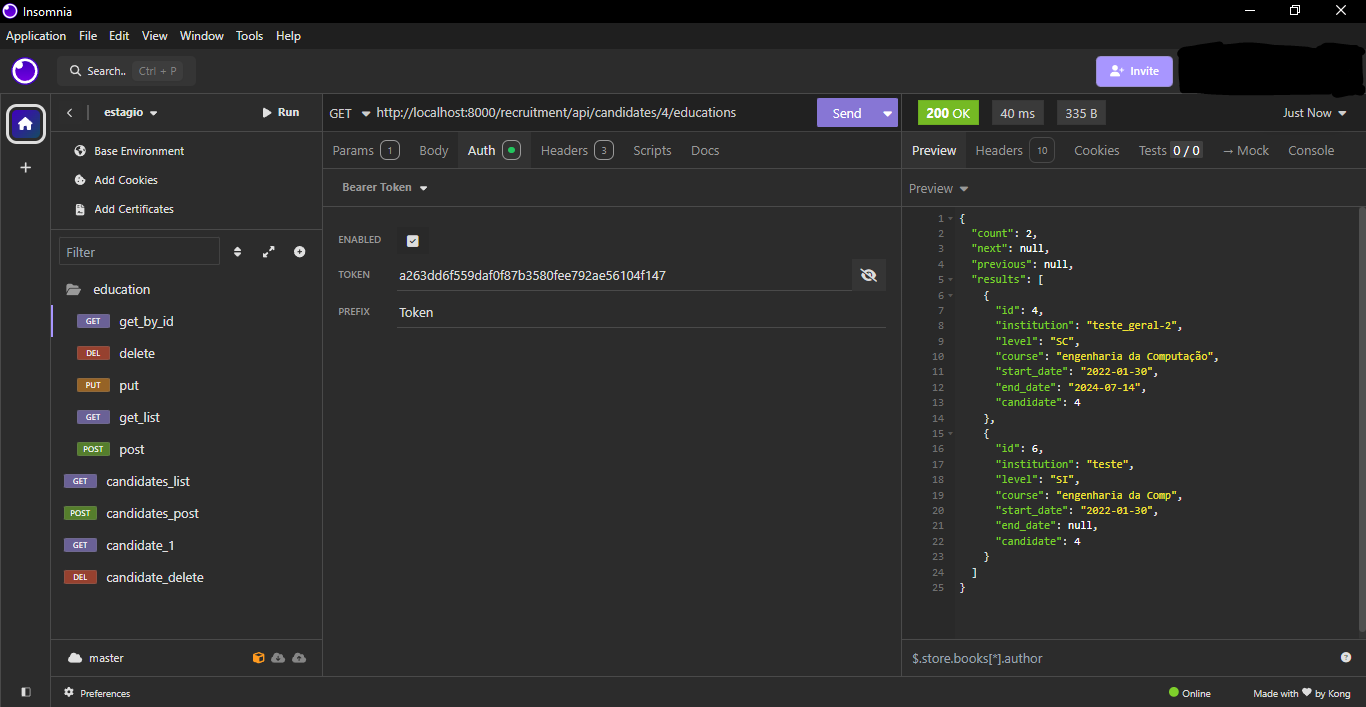 Insomnia
Application File Edit View Window Tools Help
Search.. Ctrl + P
Invite
estagio
Run
Base Environment
Add Cookies
Add Certificates
Filter
education
GET get_by_id
DEL delete
PUT put
GET get_list
POST post
GET candidates_list
POST candidates_post
GET candidate_1
DEL candidate_delete
master
Preferences
GET http://localhost:8000/recruitment/api/candidates/4/educations Send
Params 1 Body Auth Headers 3 Scripts Docs
Bearer Token
ENABLED
TOKEN a263dd6f559daf0f87b3580fee792ae56104f147
PREFIX Token
200 OK 40 ms 335 B Just Now
Preview Headers 10 Cookies Tests 0 / 0 → Mock Console
Preview
1 {
2 "count": 2,
3 "next": null,
4 "previous": null,
5 "results": [
6 {
7 "id": 4,
8 "institution": "teste_geral-2",
9 "level": "SC",
10 "course": "engenharia da Computação",
11 "start_date": "2022-01-30",
12 "end_date": "2024-07-14",
13 "candidate": 4
14 },
15 {
16 "id": 6,
17 "institution": "teste",
18 "level": "SI",
19 "course": "engenharia da Comp",
20 "start_date": "2022-01-30",
21 "end_date": null,
22 "candidate": 4
23 }
24 ]
25 }
$.store.books[*].author
Online
Made with ♥ by Kong